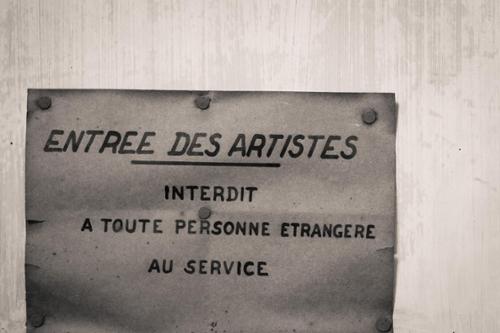 ENTREE DES ARTISTES
INTERDIT
A TOUTE PERSONNE ETRANGERE
AU SERVICE